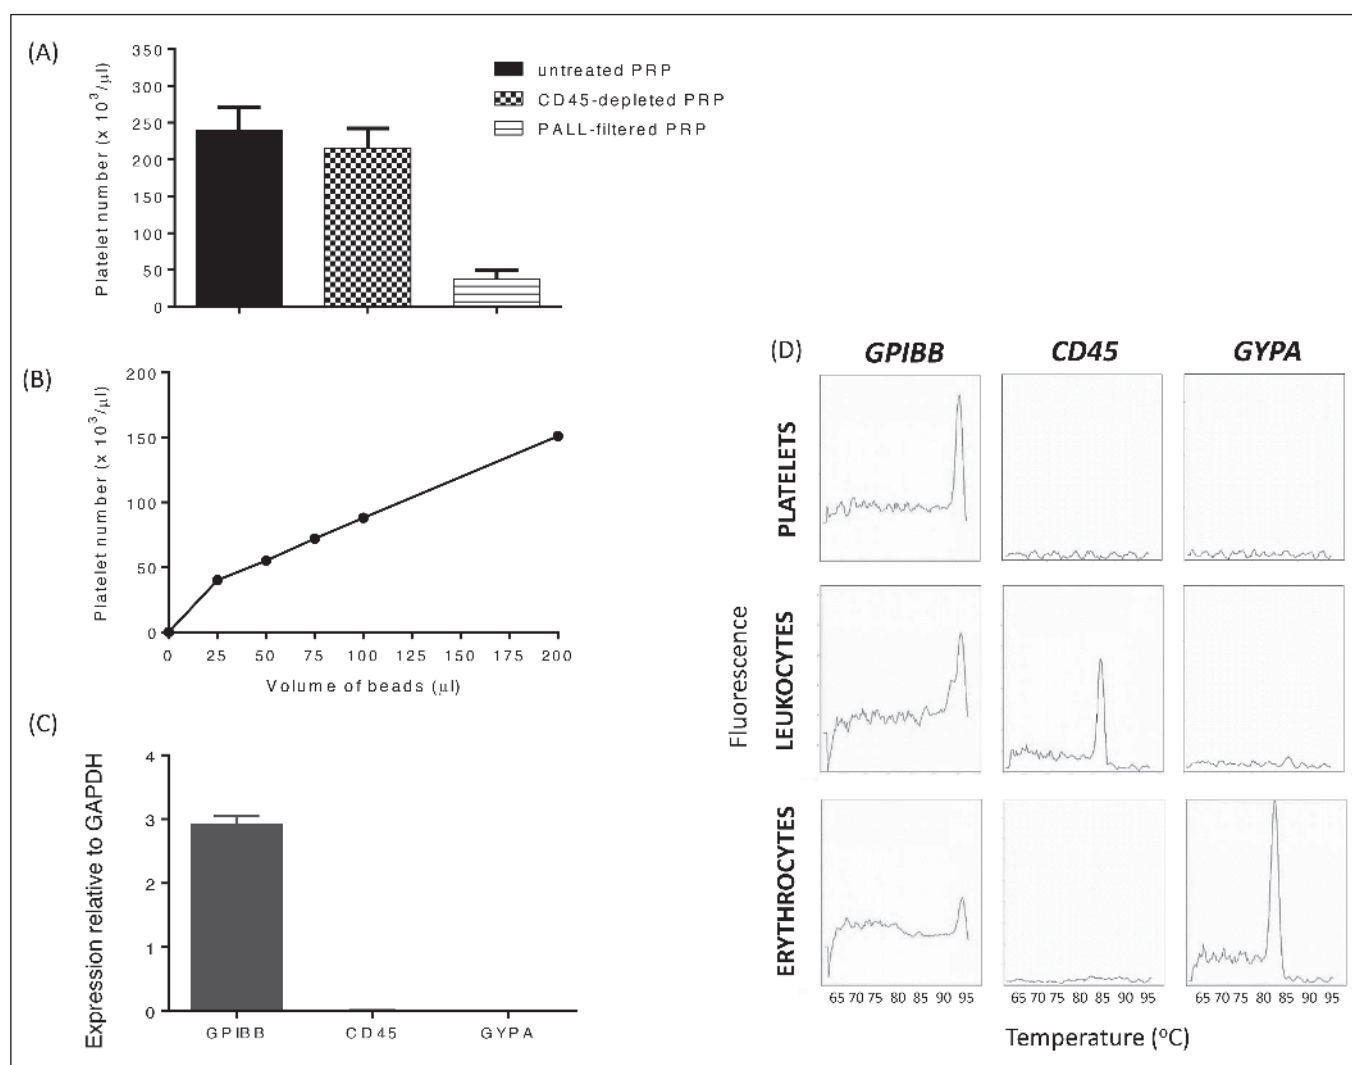 (A)
Platelet number (x 10³/μl)
350
300
250
200
150
100
50
0
untreated PRP
CD45-depleted PRP
PALL-filtered PRP
(B)
Platelet number (x 10³/μl)
200
150
100
50
0
0 25 50 75 100 125 150 175 200
Volume of beads (μl)
(C)
Expression relative to GAPDH
4
3
2
1
0
GPIBB CD45 GYPA
(D)
GPIBB CD45 GYPA
PLATELETS
LEUKOCYTES
ERYTHROCYTES
Fluorescence
65 70 75 80 85 90 95 65 70 75 80 85 90 95 65 70 75 80 85 90 95
Temperature (ºC)